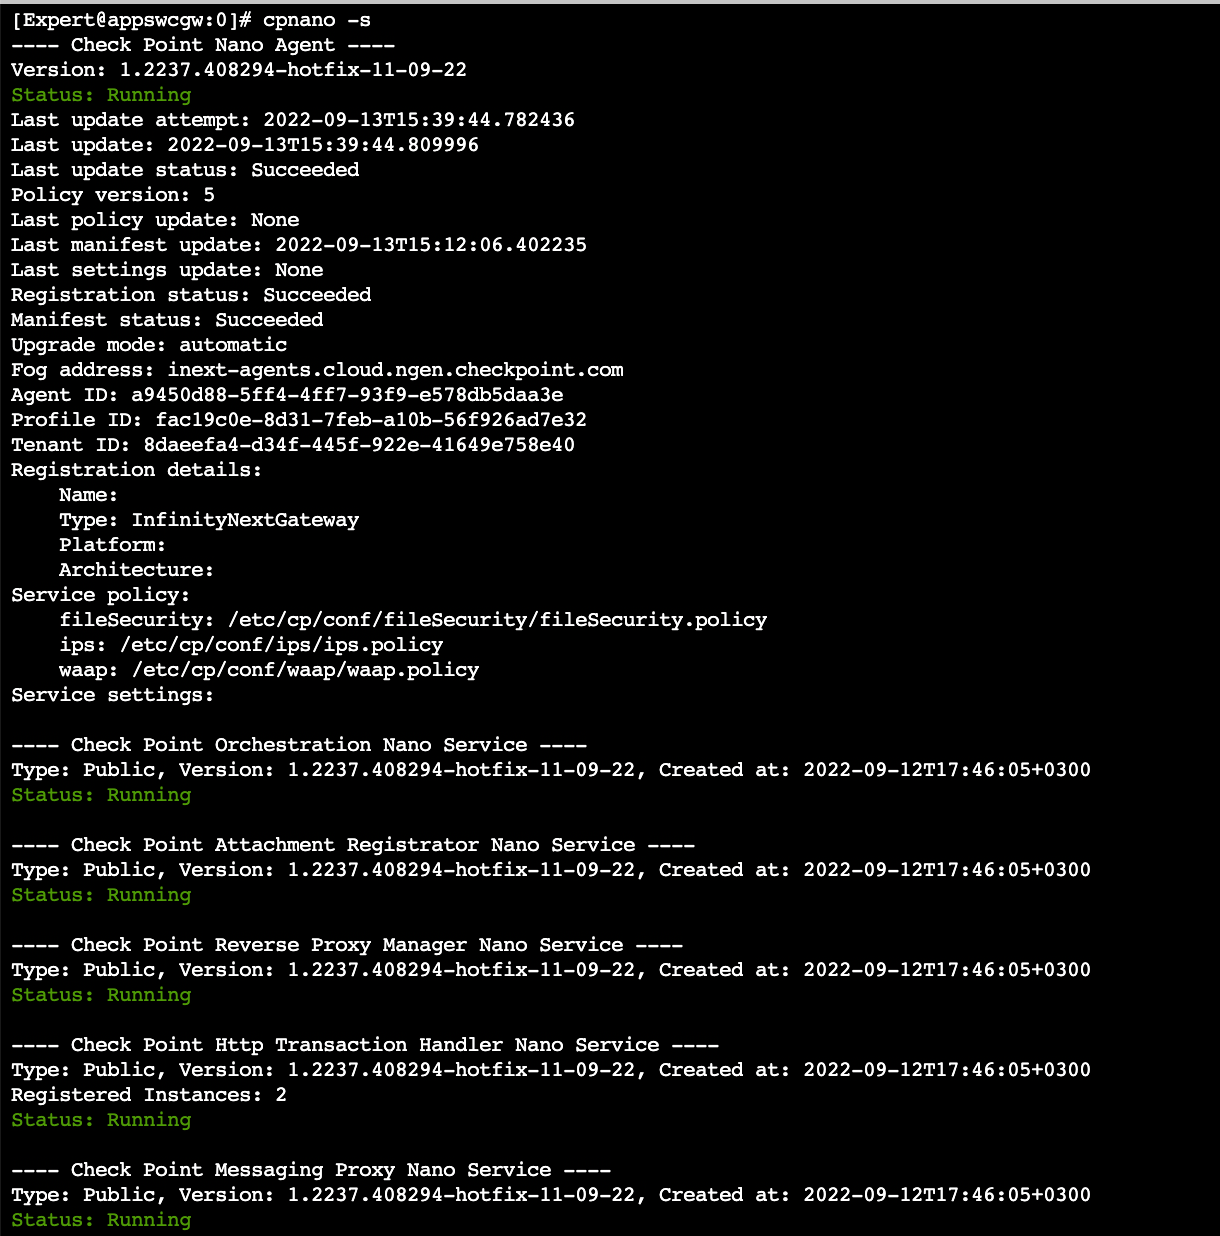 [Expert@appswcgw:0]# cpnano -s
---- Check Point Nano Agent ----
Version: 1.2237.408294-hotfix-11-09-22
Status: Running
Last update attempt: 2022-09-13T15:39:44.782436
Last update: 2022-09-13T15:39:44.809996
Last update status: Succeeded
Policy version: 5
Last policy update: None
Last manifest update: 2022-09-13T15:12:06.402235
Last settings update: None
Registration status: Succeeded
Manifest status: Succeeded
Upgrade mode: automatic
Fog address: inext-agents.cloud.ngen.checkpoint.com
Agent ID: a9450d88-5ff4-4ff7-93f9-e578db5daa3e
Profile ID: fac19c0e-8d31-7feb-a10b-56f926ad7e32
Tenant ID: 8daeefa4-d34f-445f-922e-41649e758e40
Registration details:
    Name:
    Type: InfinityNextGateway
    Platform:
    Architecture:
Service policy:
    fileSecurity: /etc/cp/conf/fileSecurity/fileSecurity.policy
    ips: /etc/cp/conf/ips/ips.policy
    waap: /etc/cp/conf/waap/waap.policy
Service settings:

---- Check Point Orchestration Nano Service ----
Type: Public, Version: 1.2237.408294-hotfix-11-09-22, Created at: 2022-09-12T17:46:05+0300
Status: Running

---- Check Point Attachment Registrator Nano Service ----
Type: Public, Version: 1.2237.408294-hotfix-11-09-22, Created at: 2022-09-12T17:46:05+0300
Status: Running

---- Check Point Reverse Proxy Manager Nano Service ----
Type: Public, Version: 1.2237.408294-hotfix-11-09-22, Created at: 2022-09-12T17:46:05+0300
Status: Running

---- Check Point Http Transaction Handler Nano Service ----
Type: Public, Version: 1.2237.408294-hotfix-11-09-22, Created at: 2022-09-12T17:46:05+0300
Registered Instances: 2
Status: Running

---- Check Point Messaging Proxy Nano Service ----
Type: Public, Version: 1.2237.408294-hotfix-11-09-22, Created at: 2022-09-12T17:46:05+0300
Status: Running